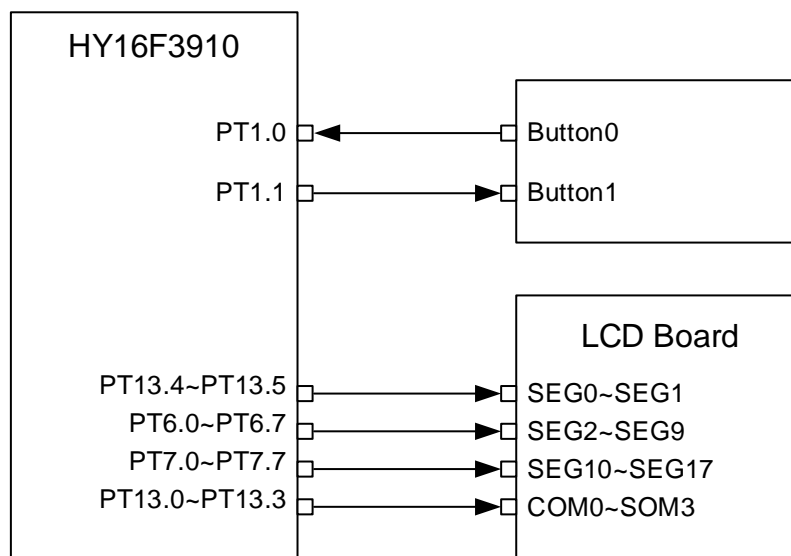 HY16F3910
PT1.0
Button0
PT1.1
Button1
LCD Board
PT13.4~PT13.5
SEG0~SEG1
PT6.0~PT6.7
SEG2~SEG9
PT7.0~PT7.7
SEG10~SEG17
PT13.0~PT13.3
COM0~SOM3